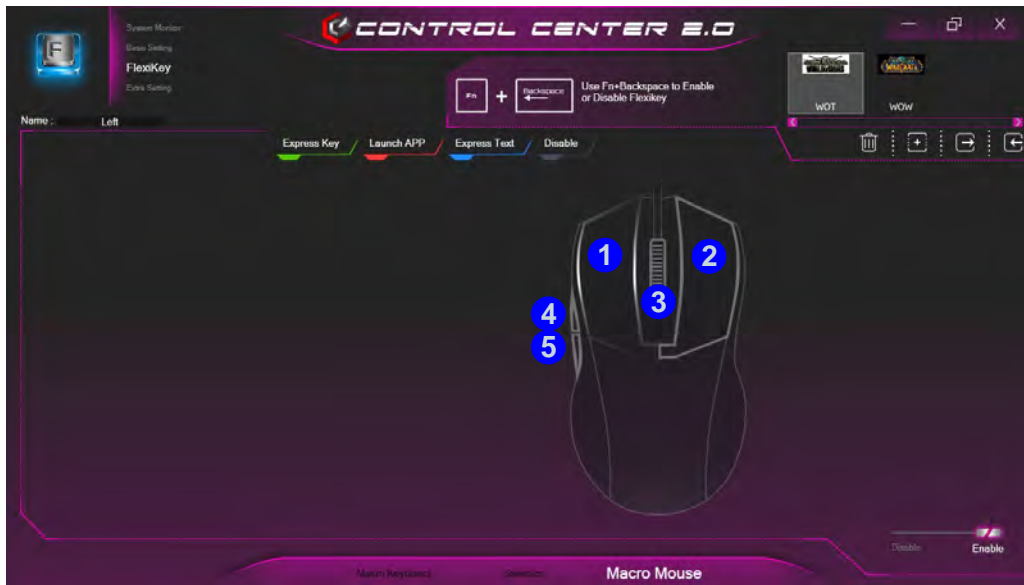 System Monitor
Basic Setting
FlexiKey
Extra Setting
CONTROL CENTER 2.0
F
Fn + Backspace
Use Fn+Backspace to Enable
or Disable Flexikey
WARCRAFT
WOT
WOW
Name :
Left
Express Key
Launch APP
Express Text
Disable
1
2
3
4
5
Disable
Enable
Macro Keyboard
Macro Mouse